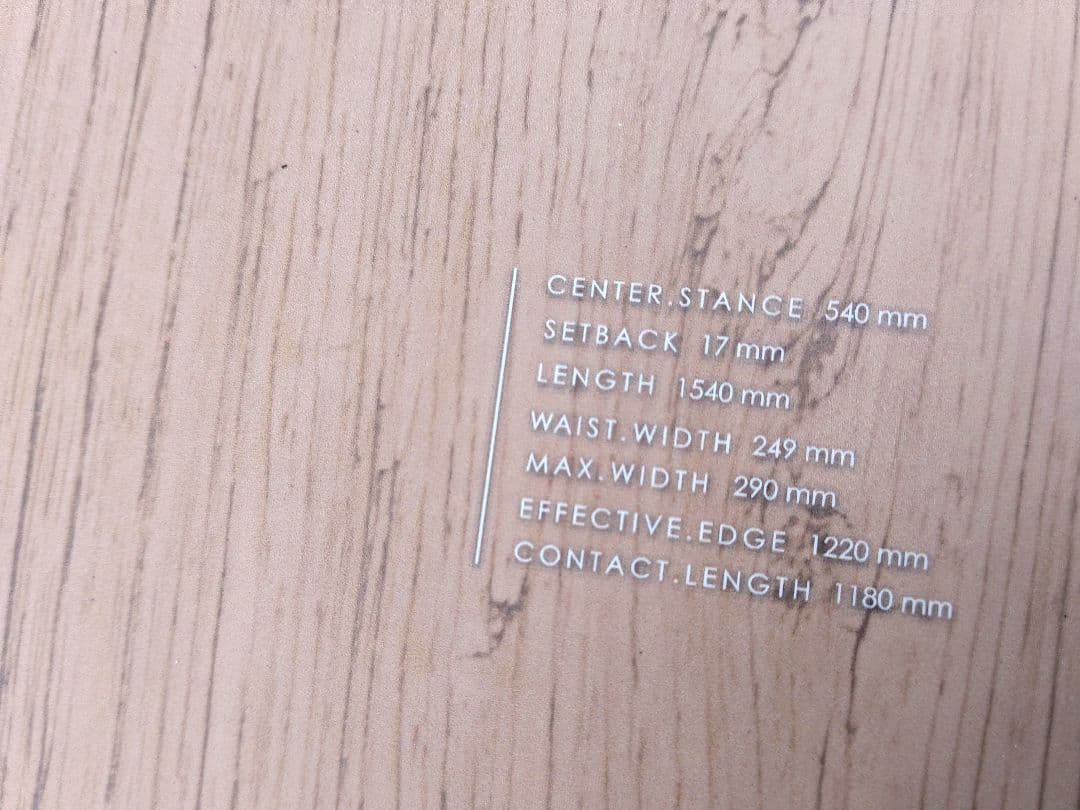 CENTER.STANCE 540 mm
SETBACK 17 mm
LENGTH 1540 mm
WAIST.WIDTH 249 mm
MAX.WIDTH 290 mm
EFFECTIVE.EDGE 1220 mm
CONTACT.LENGTH 1180 mm